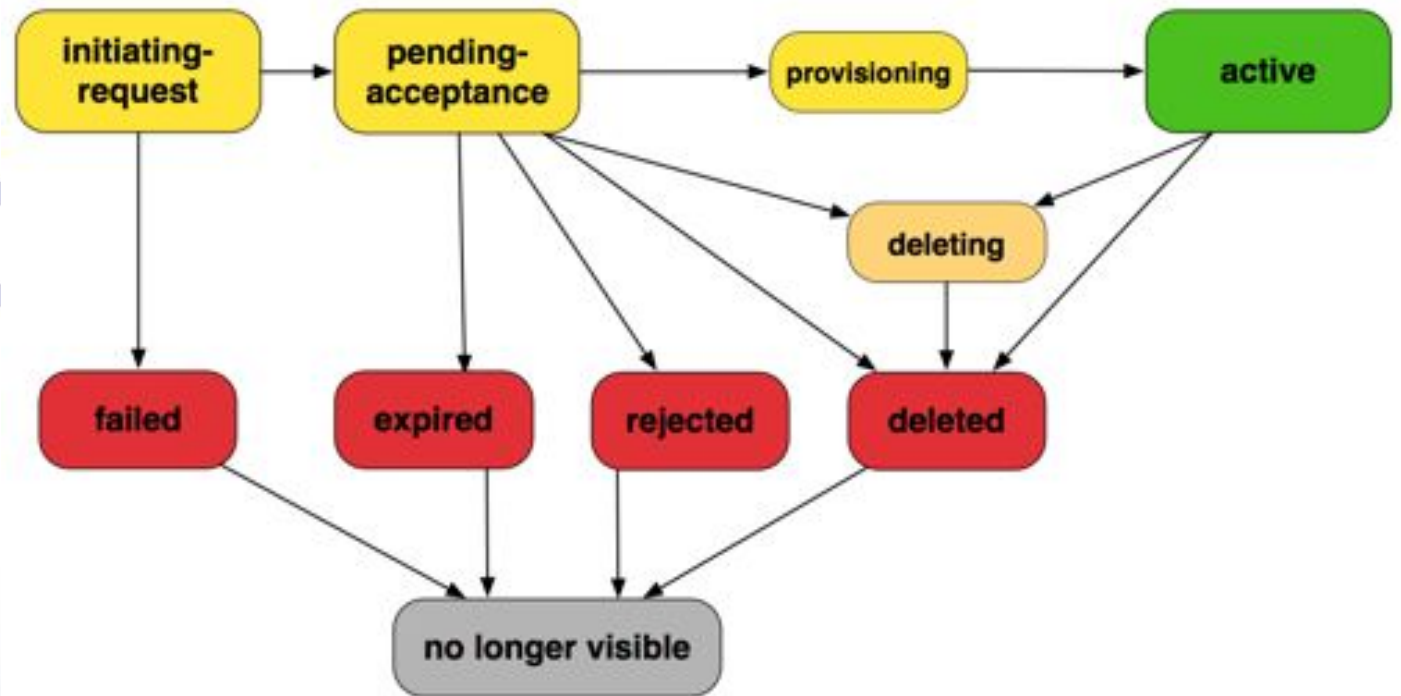 initiating-
request
pending-
acceptance
provisioning
active
deleting
failed
expired
rejected
deleted
no longer visible